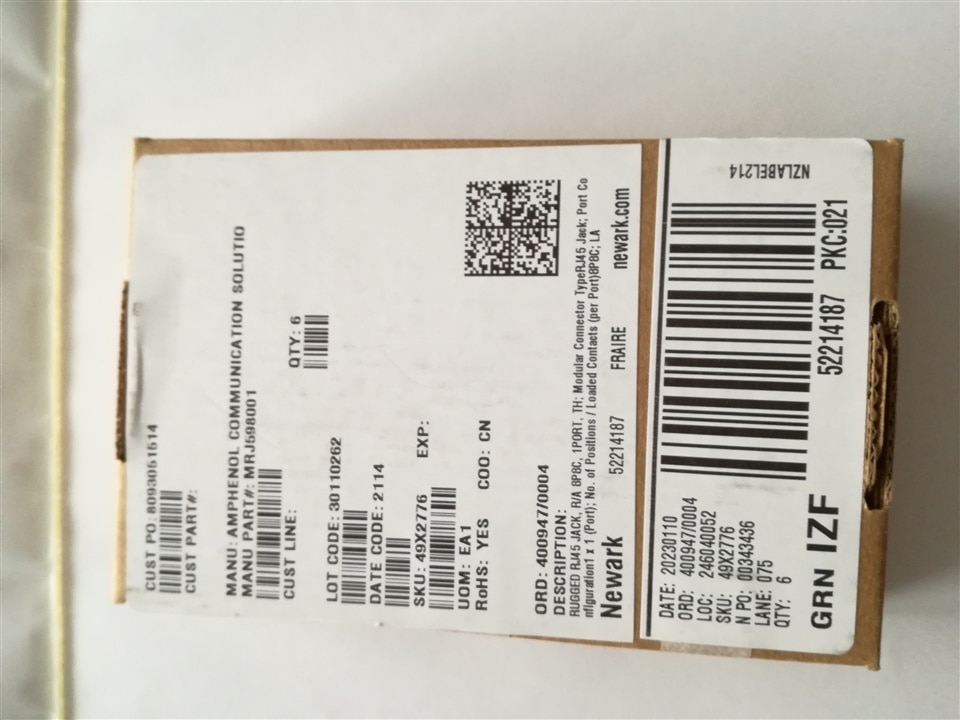 CUST PO: 8093051514
CUST PART#:
MANU: AMPHENOL COMMUNICATION SOLUTIO
MANU PART#: MRJ598001
CUST LINE:
QTY: 6
LOT CODE: 30110262
DATE CODE: 2114
SKU: 49X2776 EXP:
UOM: EA1
RoHS: YES COO: CN
ORD: 400947/0004
DESCRIPTION:
RUGGED RJ45 JACK, R/A 8P8C, 1PORT, TH; Modular Connector TypeRJ45 Jack; Port Co
nfiguration1 x 1 (Port); No. of Positions / Loaded Contacts (per Port)8P8C; LA
Newark 52214187 FRAIRE newark.com
DATE: 20230110
ORD: 400947/0004
LOC: 246040052
SKU: 49X2776
N PO: 00343436
LANE: 075
QTY: 6
GRN IZF
52214187 PKC:021
NZLABEL214